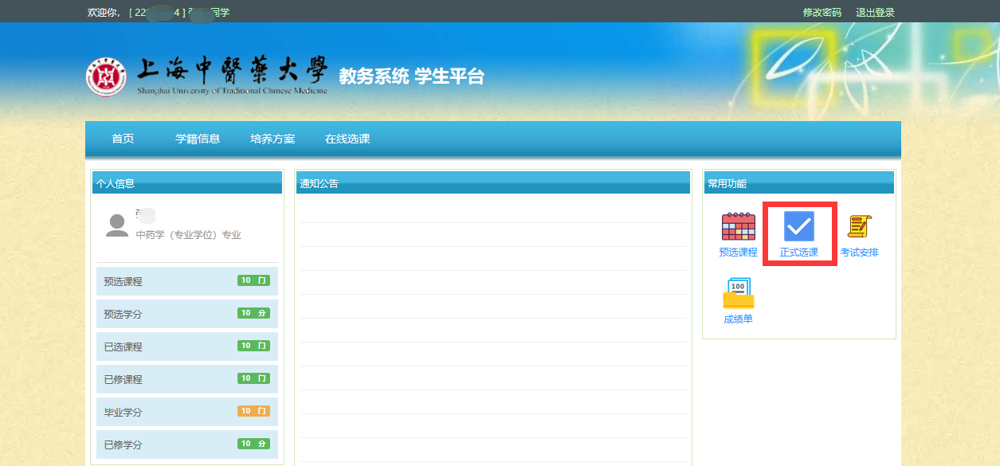 欢迎你， [ 22 4 ] 同学
修改密码 退出登录
上海中醫藥大學
Shanghai University of Traditional Chinese Medicine
教务系统 学生平台
首页 学籍信息 培养方案 在线选课
个人信息
中药学（专业学位）专业
预选课程 10 门
预选学分 10 分
已选课程 10 门
已修课程 10 门
毕业学分 10 门
已修学分 10 分
通知公告
常用功能
预选课程 正式选课 考试安排
100
成绩单